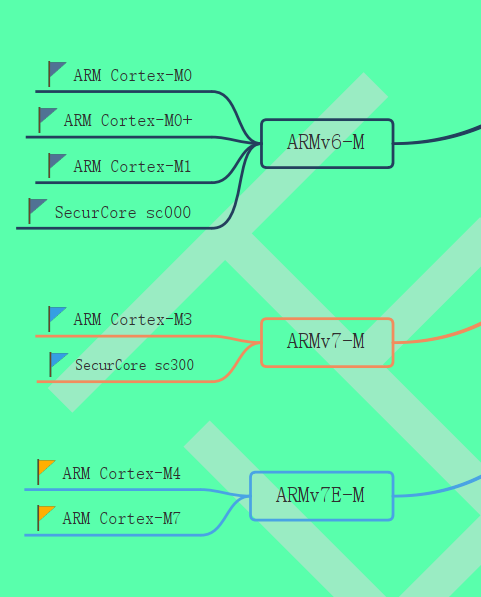 ARM Cortex-M0
ARM Cortex-M0+
ARMv6-M
ARM Cortex-M1
SecurCore sc000
ARM Cortex-M3
ARMv7-M
SecurCore sc300
ARM Cortex-M4
ARMv7E-M
ARM Cortex-M7